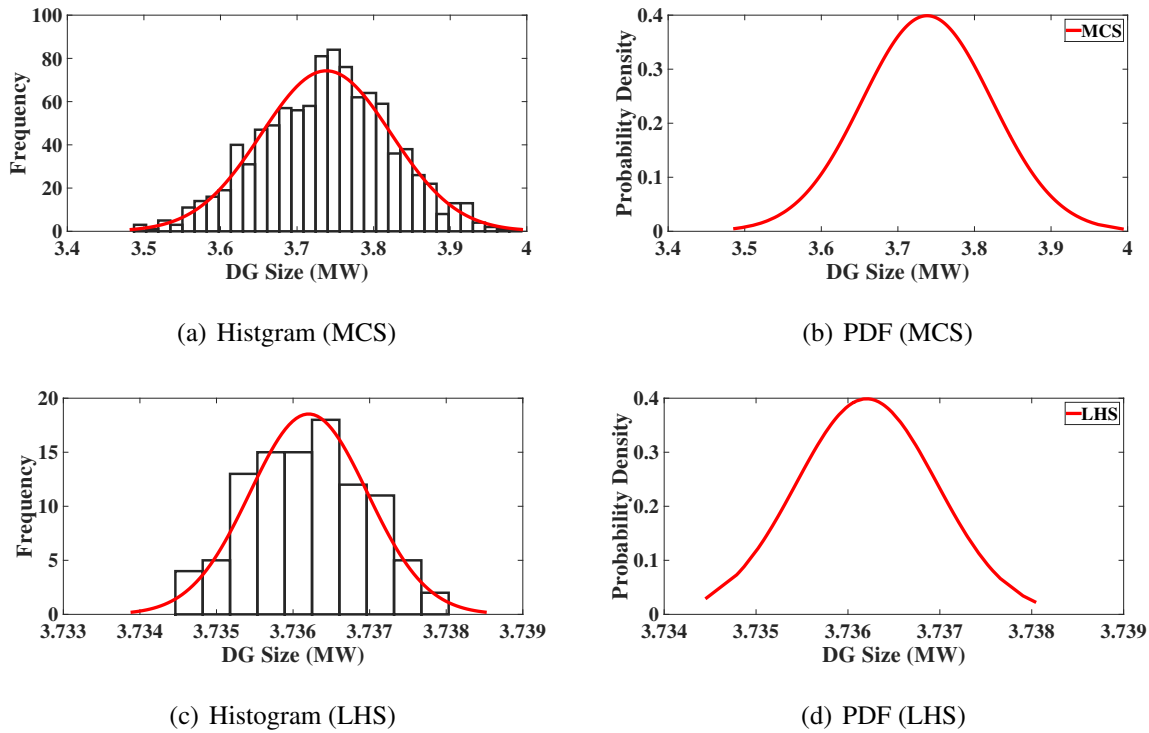 100
80
60
40
20
0
Frequency
3.4 3.5 3.6 3.7 3.8 3.9 4
DG Size (MW)
(a) Histgram (MCS)
0.4
0.3
0.2
0.1
0
Probability Density
MCS
3.4 3.5 3.6 3.7 3.8 3.9 4
DG Size (MW)
(b) PDF (MCS)
20
15
10
5
0
Frequency
3.733 3.734 3.735 3.736 3.737 3.738 3.739
DG Size (MW)
(c) Histogram (LHS)
0.4
0.3
0.2
0.1
0
Probability Density
LHS
3.734 3.735 3.736 3.737 3.738 3.739
DG Size (MW)
(d) PDF (LHS)